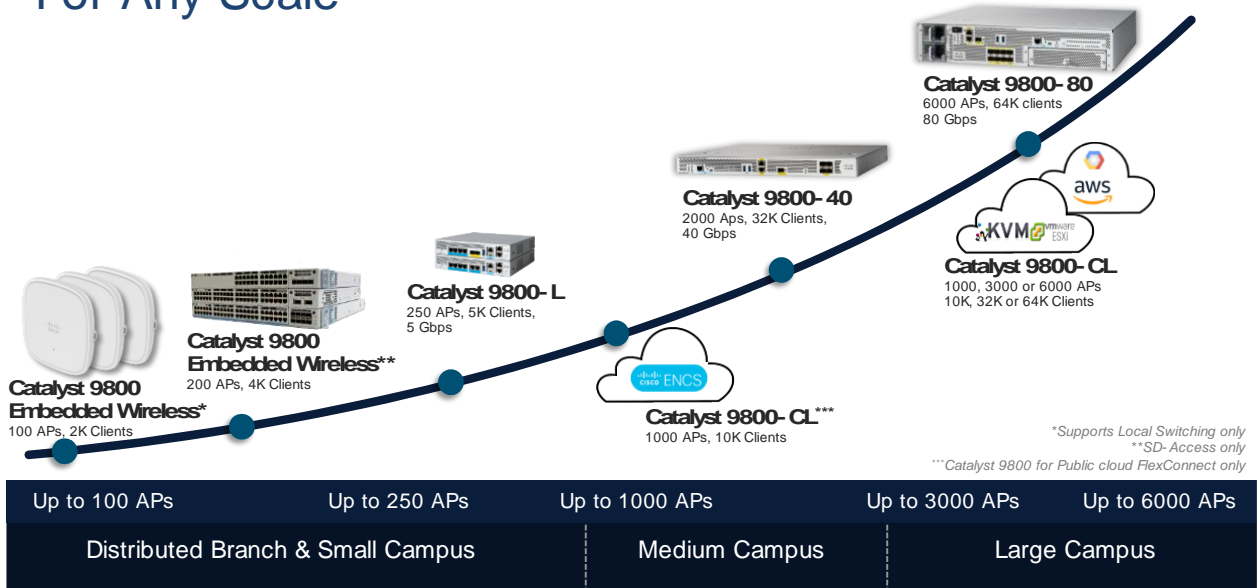 For Any Scale
Catalyst 9800-80
6000 APs, 64K clients
80 Gbps
Catalyst 9800-40
2000 Aps, 32K Clients,
40 Gbps
aws
KVM vmware ESXi
Catalyst 9800-CL
1000, 3000 or 6000 APs
10K, 32K or 64K Clients
Catalyst 9800-L
250 APs, 5K Clients,
5 Gbps
Catalyst 9800
Embedded Wireless**
200 APs, 4K Clients
Catalyst 9800
Embedded Wireless*
100 APs, 2K Clients
CISCO ENCS
Catalyst 9800-CL***
1000 APs, 10K Clients
*Supports Local Switching only
**SD-Access only
***Catalyst 9800 for Public cloud FlexConnect only
Up to 100 APs Up to 250 APs Up to 1000 APs Up to 3000 APs Up to 6000 APs
Distributed Branch & Small Campus Medium Campus Large Campus